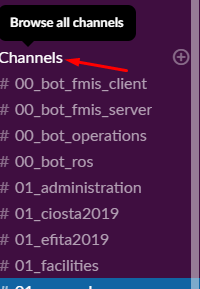 Browse all channels
Channels
# 00_bot_fmis_client
# 00_bot_fmis_server
# 00_bot_operations
# 00_bot_ros
# 01_administration
# 01_ciosta2019
# 01_efita2019
# 01_facilities